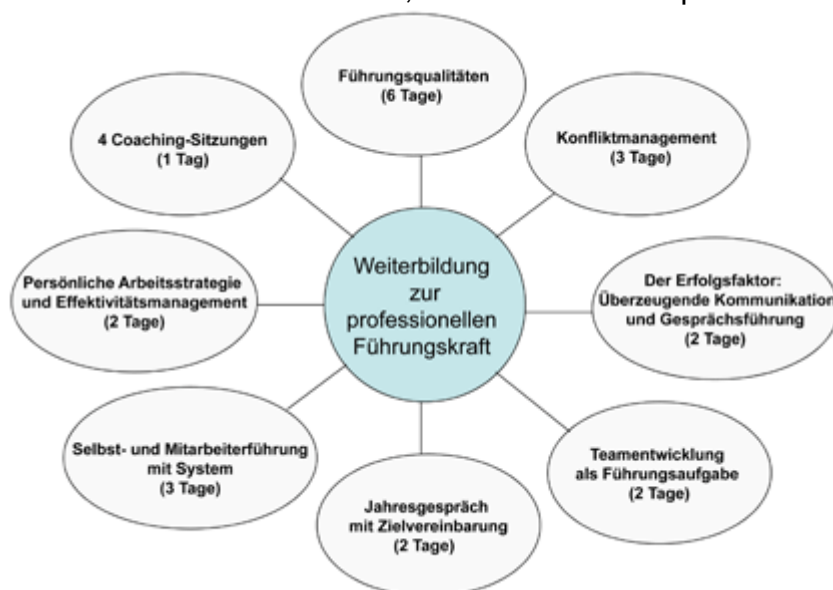 Führungsqualitäten
(6 Tage)
4 Coaching-Sitzungen
(1 Tag)
Konfliktmanagement
(3 Tage)
Weiterbildung
zur
professionellen
Führungskraft
Persönliche Arbeitsstrategie
und Effektivitätsmanagement
(2 Tage)
Der Erfolgsfaktor:
Überzeugende Kommunikation
und Gesprächsführung
(2 Tage)
Selbst- und Mitarbeiterführung
mit System
(3 Tage)
Teamentwicklung
als Führungsaufgabe
(2 Tage)
Jahresgespräch
mit Zielvereinbarung
(2 Tage)